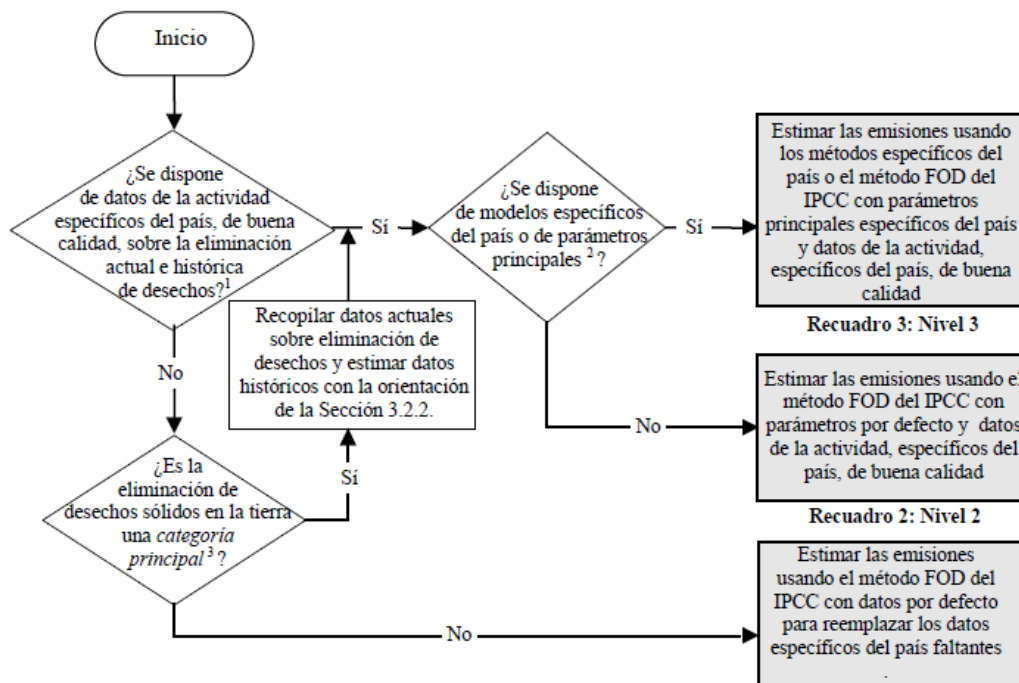 Inicio
¿Se dispone
de datos de la actividad
específicos del país, de buena
calidad, sobre la eliminación
actual e histórica
de desechos?1
Sí
¿Se dispone
de modelos específicos
del país o de parámetros
principales 2 ?
Sí
Estimar las emisiones usando
los métodos específicos del
país o el método FOD del
IPCC con parámetros
principales específicos del país
y datos de la actividad,
específicos del país, de buena
calidad
Recuadro 3: Nivel 3
No
Recopilar datos actuales
sobre eliminación de
desechos y estimar datos
históricos con la orientación
de la Sección 3.2.2.
No
Estimar las emisiones usando el
método FOD del IPCC con
parámetros por defecto y datos
de la actividad, específicos del
país, de buena calidad
Recuadro 2: Nivel 2
¿Es la
eliminación de
desechos sólidos en la tierra
una categoría
principal 3 ?
Sí
No
Estimar las emisiones
usando el método FOD del
IPCC con datos por defecto
para reemplazar los datos
específicos del país faltantes
.